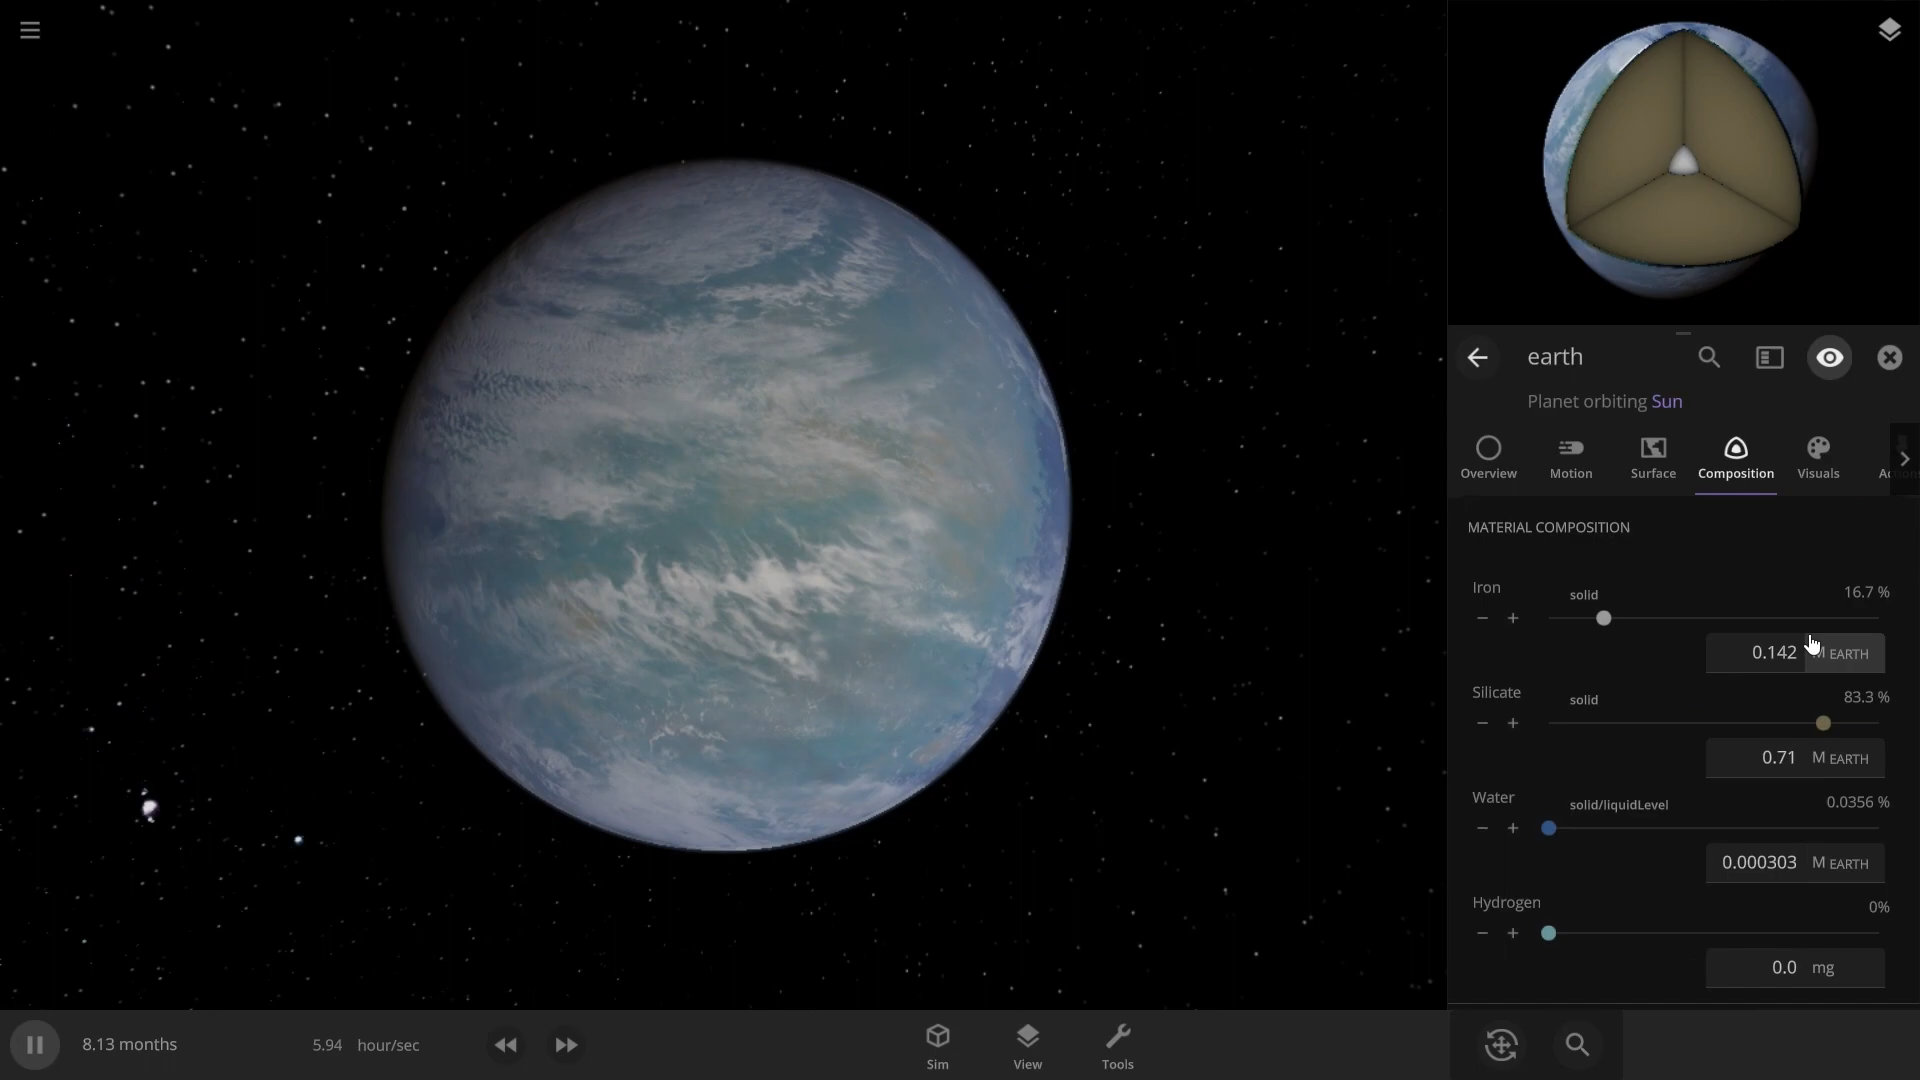 earth
Planet orbiting Sun
Overview
Motion
Surface
Composition
Visuals
MATERIAL COMPOSITION
Iron
solid
16.7 %
0.142 M EARTH
Silicate
solid
83.3 %
0.71 M EARTH
Water
solid/liquidLevel
0.0356 %
0.000303 M EARTH
Hydrogen
0%
0.0 mg
8.13 months
5.94 hour/sec
Sim
View
Tools